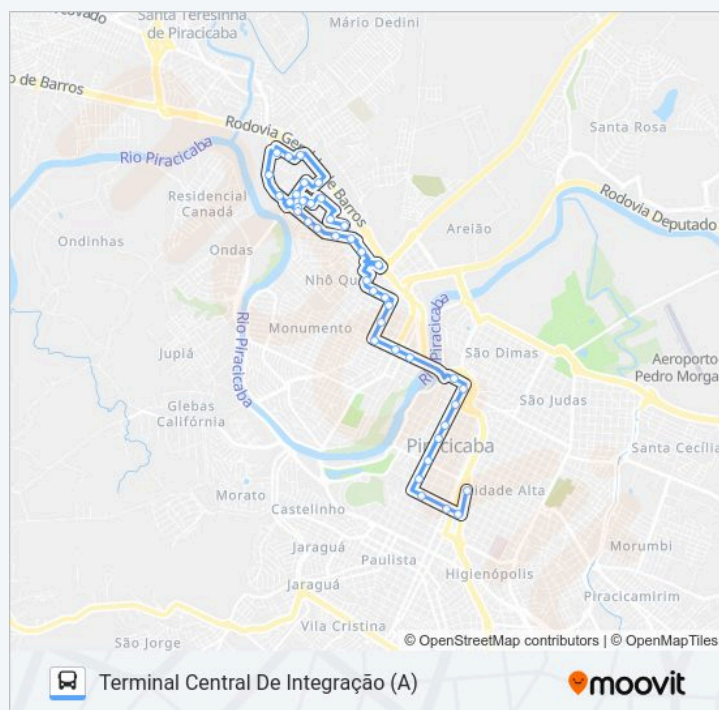 covado
Santa Teresinha
de Piracicaba
Mário Dedini
o de Barros
Rodovia Ge
de Barros
Rio Piracicaba
Santa Rosa
Residencial
Canadá
Rodovia Deputado
Ondinhas
Ondas
Areião
Nhô Qu
Rio Piracicaba
Monumento
Rio Piracicaba
São Dimas
Jupiá
Aeroporto
Pedro Morga
Glebas
Califórnia
São Judas
Piracicaba
Santa Cecília
Morato
Castelinho
idade Alta
Jaraguá
Paulista
Morumbi
Jaraguá
Higienópolis
Piracicamirim
Vila Cristina
São Jorge
© OpenStreetMap contributors | © OpenMapTiles
Terminal Central De Integração (A)
moovit